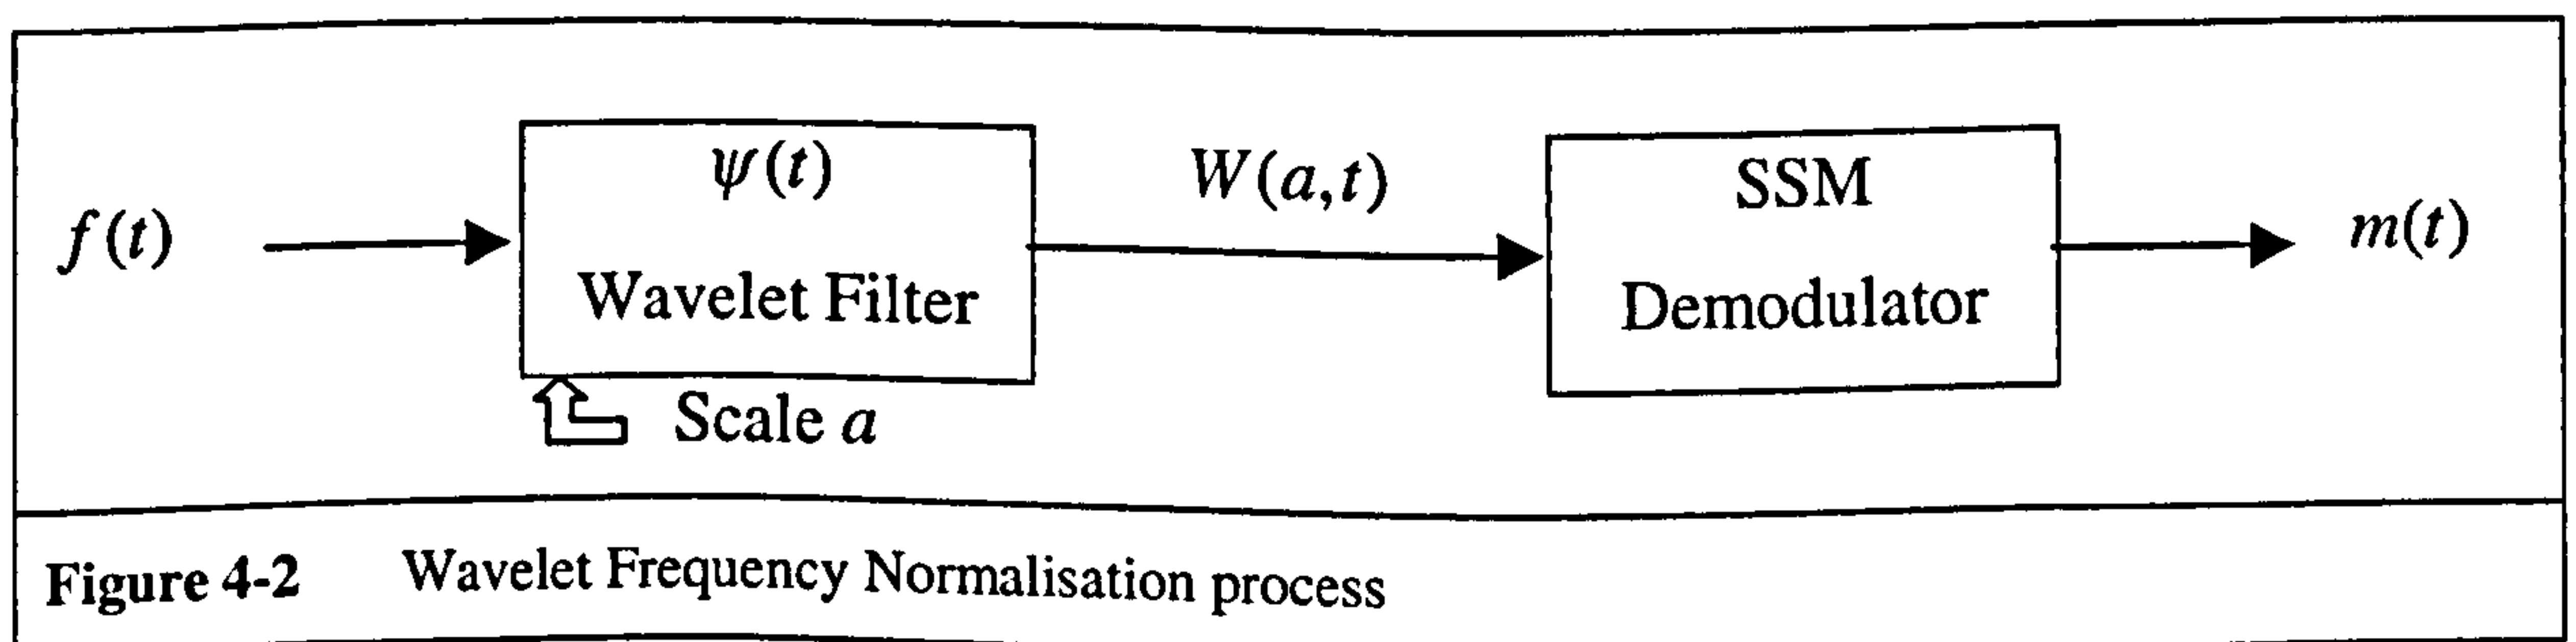 f(t)
ψ(t)
Wavelet Filter
Scale a
W(a,t)
SSM
Demodulator
m(t)
Figure 4-2 Wavelet Frequency Normalisation process